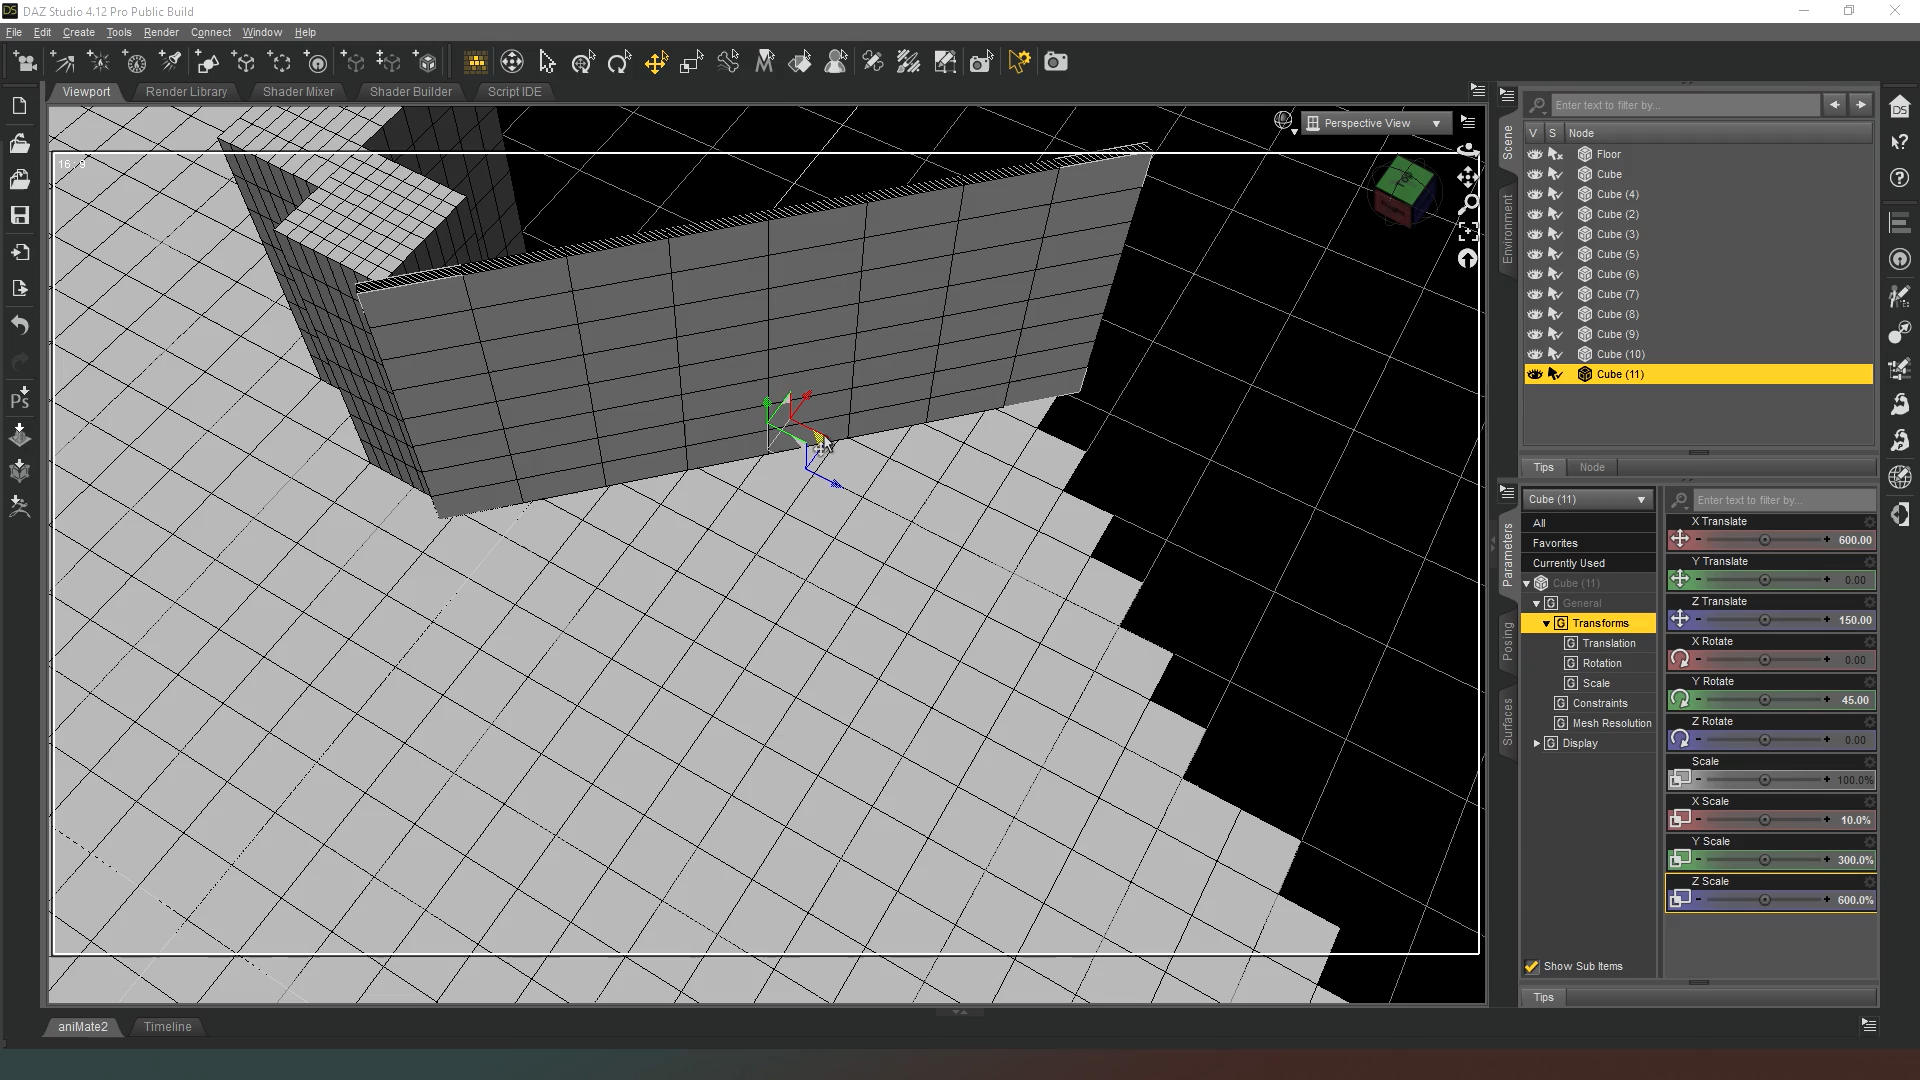 DAZ Studio 4.12 Pro Public Build
File Edit Create Tools Render Connect Window Help
Viewport Render Library Shader Mixer Shader Builder Script IDE
16 : 9
Perspective View
TOP
Scene
Environment
Enter text to filter by...
V S Node
Floor
Cube
Cube (4)
Cube (2)
Cube (3)
Cube (5)
Cube (6)
Cube (7)
Cube (8)
Cube (9)
Cube (10)
Cube (11)
Tips Node
Parameters
Posing
Surfaces
Cube (11)
All
Favorites
Currently Used
Cube (11)
General
Transforms
Translation
Rotation
Scale
Constraints
Mesh Resolution
Display
Show Sub Items
Enter text to filter by...
X Translate
600.00
Y Translate
0.00
Z Translate
150.00
X Rotate
0.00
Y Rotate
45.00
Z Rotate
0.00
Scale
100.0%
X Scale
10.0%
Y Scale
300.0%
Z Scale
600.0%
Tips
aniMate2 Timeline